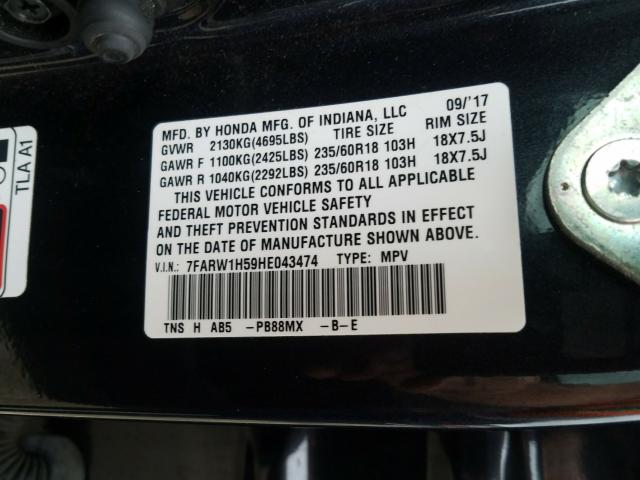 MFD. BY HONDA MFG. OF INDIANA, LLC 09/'17
GVWR 2130KG(4695LBS) TIRE SIZE RIM SIZE
GAWR F 1100KG(2425LBS) 235/60R18 103H 18X7.5J
GAWR R 1040KG(2292LBS) 235/60R18 103H 18X7.5J
THIS VEHICLE CONFORMS TO ALL APPLICABLE
FEDERAL MOTOR VEHICLE SAFETY
AND THEFT PREVENTION STANDARDS IN EFFECT
ON THE DATE OF MANUFACTURE SHOWN ABOVE.
V.I.N.: 7FARW1H59HE043474 TYPE: MPV
TNS H AB5 -PB88MX -B-E
TLA A1